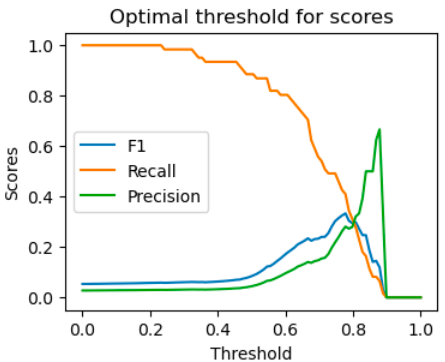 Optimal threshold for scores
1.0
0.8
0.6
0.4
0.2
0.0
Scores
F1
Recall
Precision
0.0 0.2 0.4 0.6 0.8 1.0
Threshold